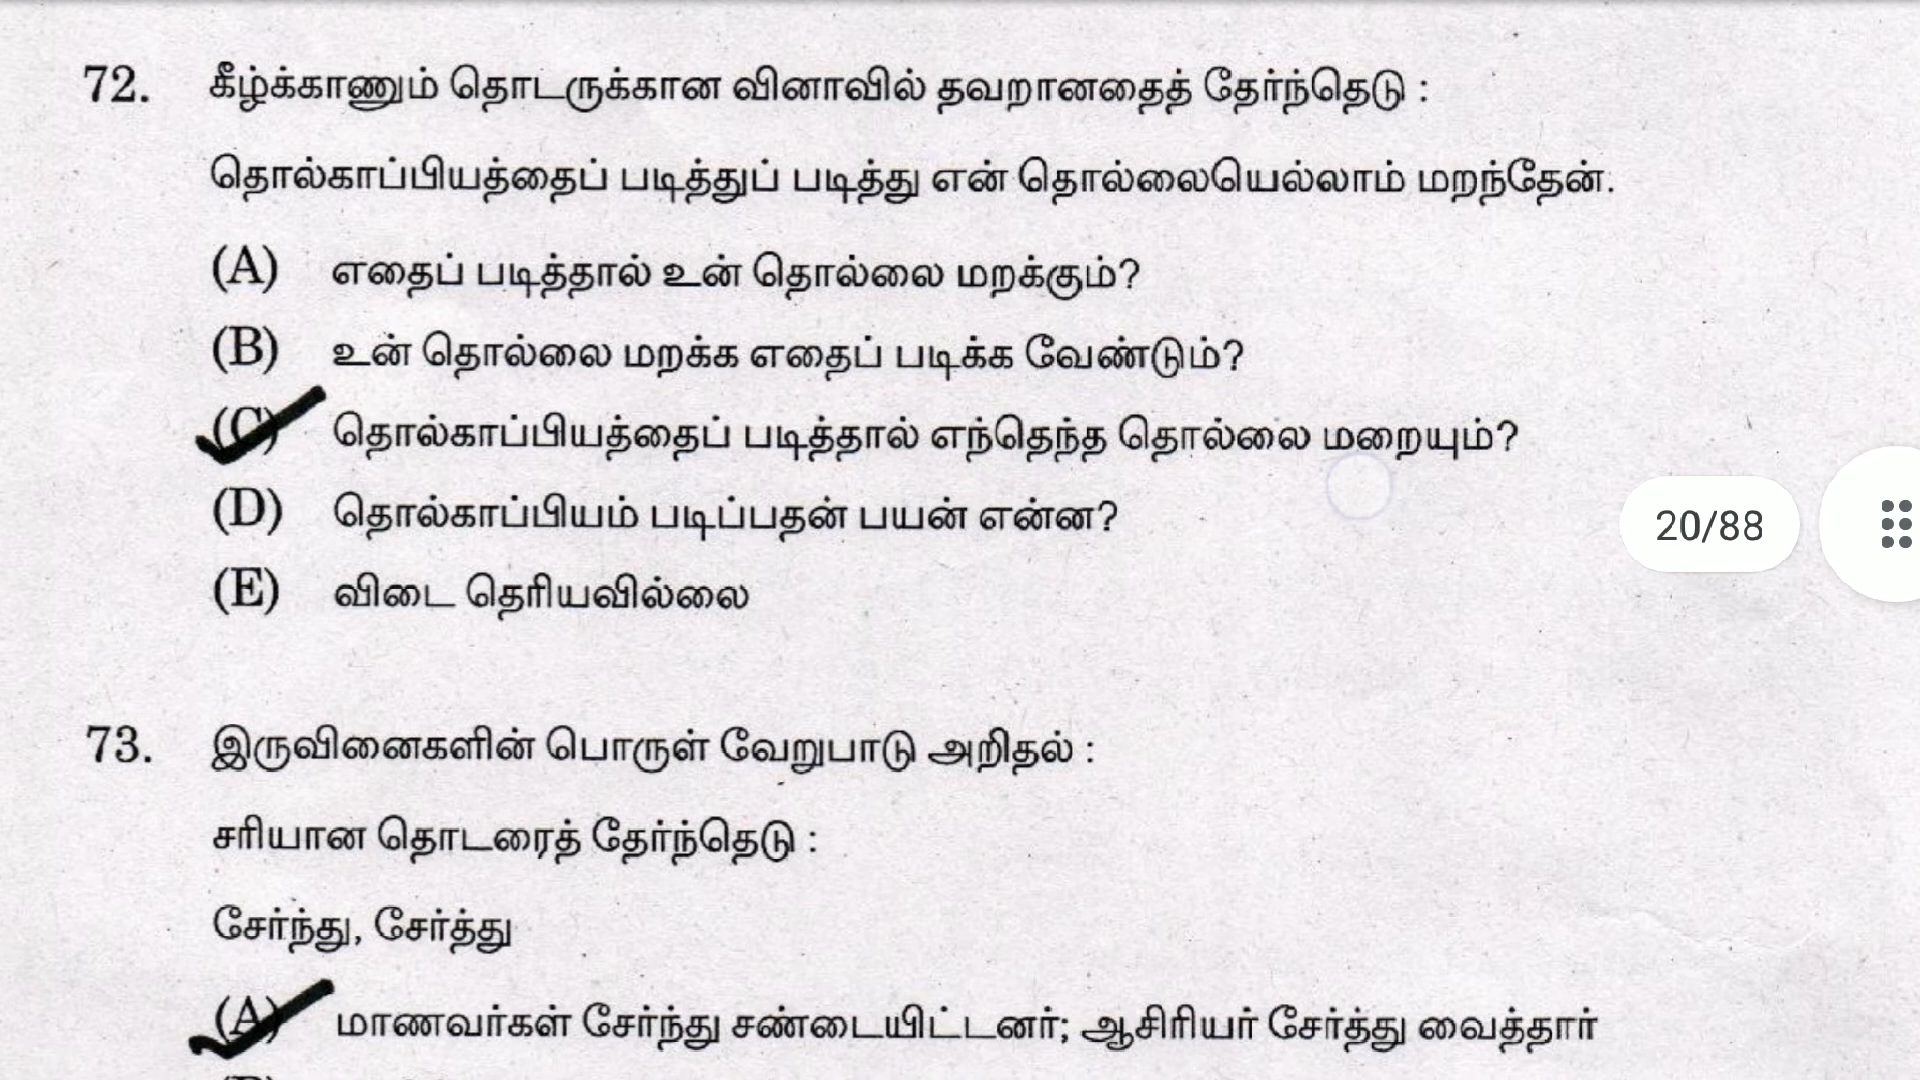 72. கீழ்க்காணும் தொடருக்கான வினாவில் தவறானதைத் தேர்ந்தெடு :
தொல்காப்பியத்தைப் படித்துப் படித்து என் தொல்லையெல்லாம் மறந்தேன்.
(A) எதைப் படித்தால் உன் தொல்லை மறக்கும்?
(B) உன் தொல்லை மறக்க எதைப் படிக்க வேண்டும்?
(C) தொல்காப்பியத்தைப் படித்தால் எந்தெந்த தொல்லை மறையும்?
(D) தொல்காப்பியம் படிப்பதன் பயன் என்ன?
20/88
(E) விடை தெரியவில்லை
73. இருவினைகளின் பொருள் வேறுபாடு அறிதல் :
சரியான தொடரைத் தேர்ந்தெடு :
சேர்ந்து, சேர்த்து
(A) மாணவர்கள் சேர்ந்து சண்டையிட்டனர்; ஆசிரியர் சேர்த்து வைத்தார்